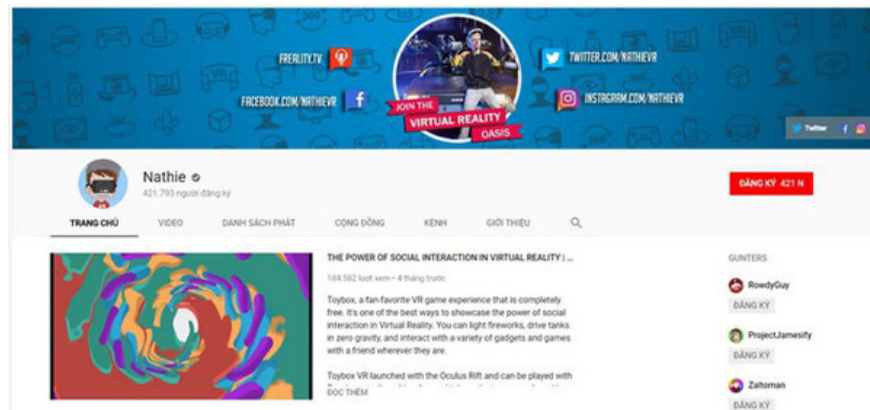 FREALITY.TV
TWITTER.COM/NATHIEVR
FACEBOOK.COM/NATHIEVR
INSTAGRAM.COM/NATHIEVR
JOIN THE
VIRTUAL REALITY
OASIS
Twitter
Nathie
421.793 người đăng ký
ĐĂNG KÝ 421 N
TRANG CHỦ VIDEO DANH SÁCH PHÁT CỘNG ĐỒNG KÊNH GIỚI THIỆU
THE POWER OF SOCIAL INTERACTION IN VIRTUAL REALITY | ...
184.582 lượt xem • 4 tháng trước
Toybox, a fan-favorite VR game experience that is completely
free. It's one of the best ways to showcase the power of social
interaction in Virtual Reality. You can light fireworks, drive tanks
in zero gravity, and interact with a variety of gadgets and games
with a friend wherever they are.
Toybox VR launched with the Oculus Rift and can be played with
ĐỌC THÊM
GUNTERS
RowdyGuy
ĐĂNG KÝ
ProjectJamesify
ĐĂNG KÝ
Zaltoman
ĐĂNG KÝ